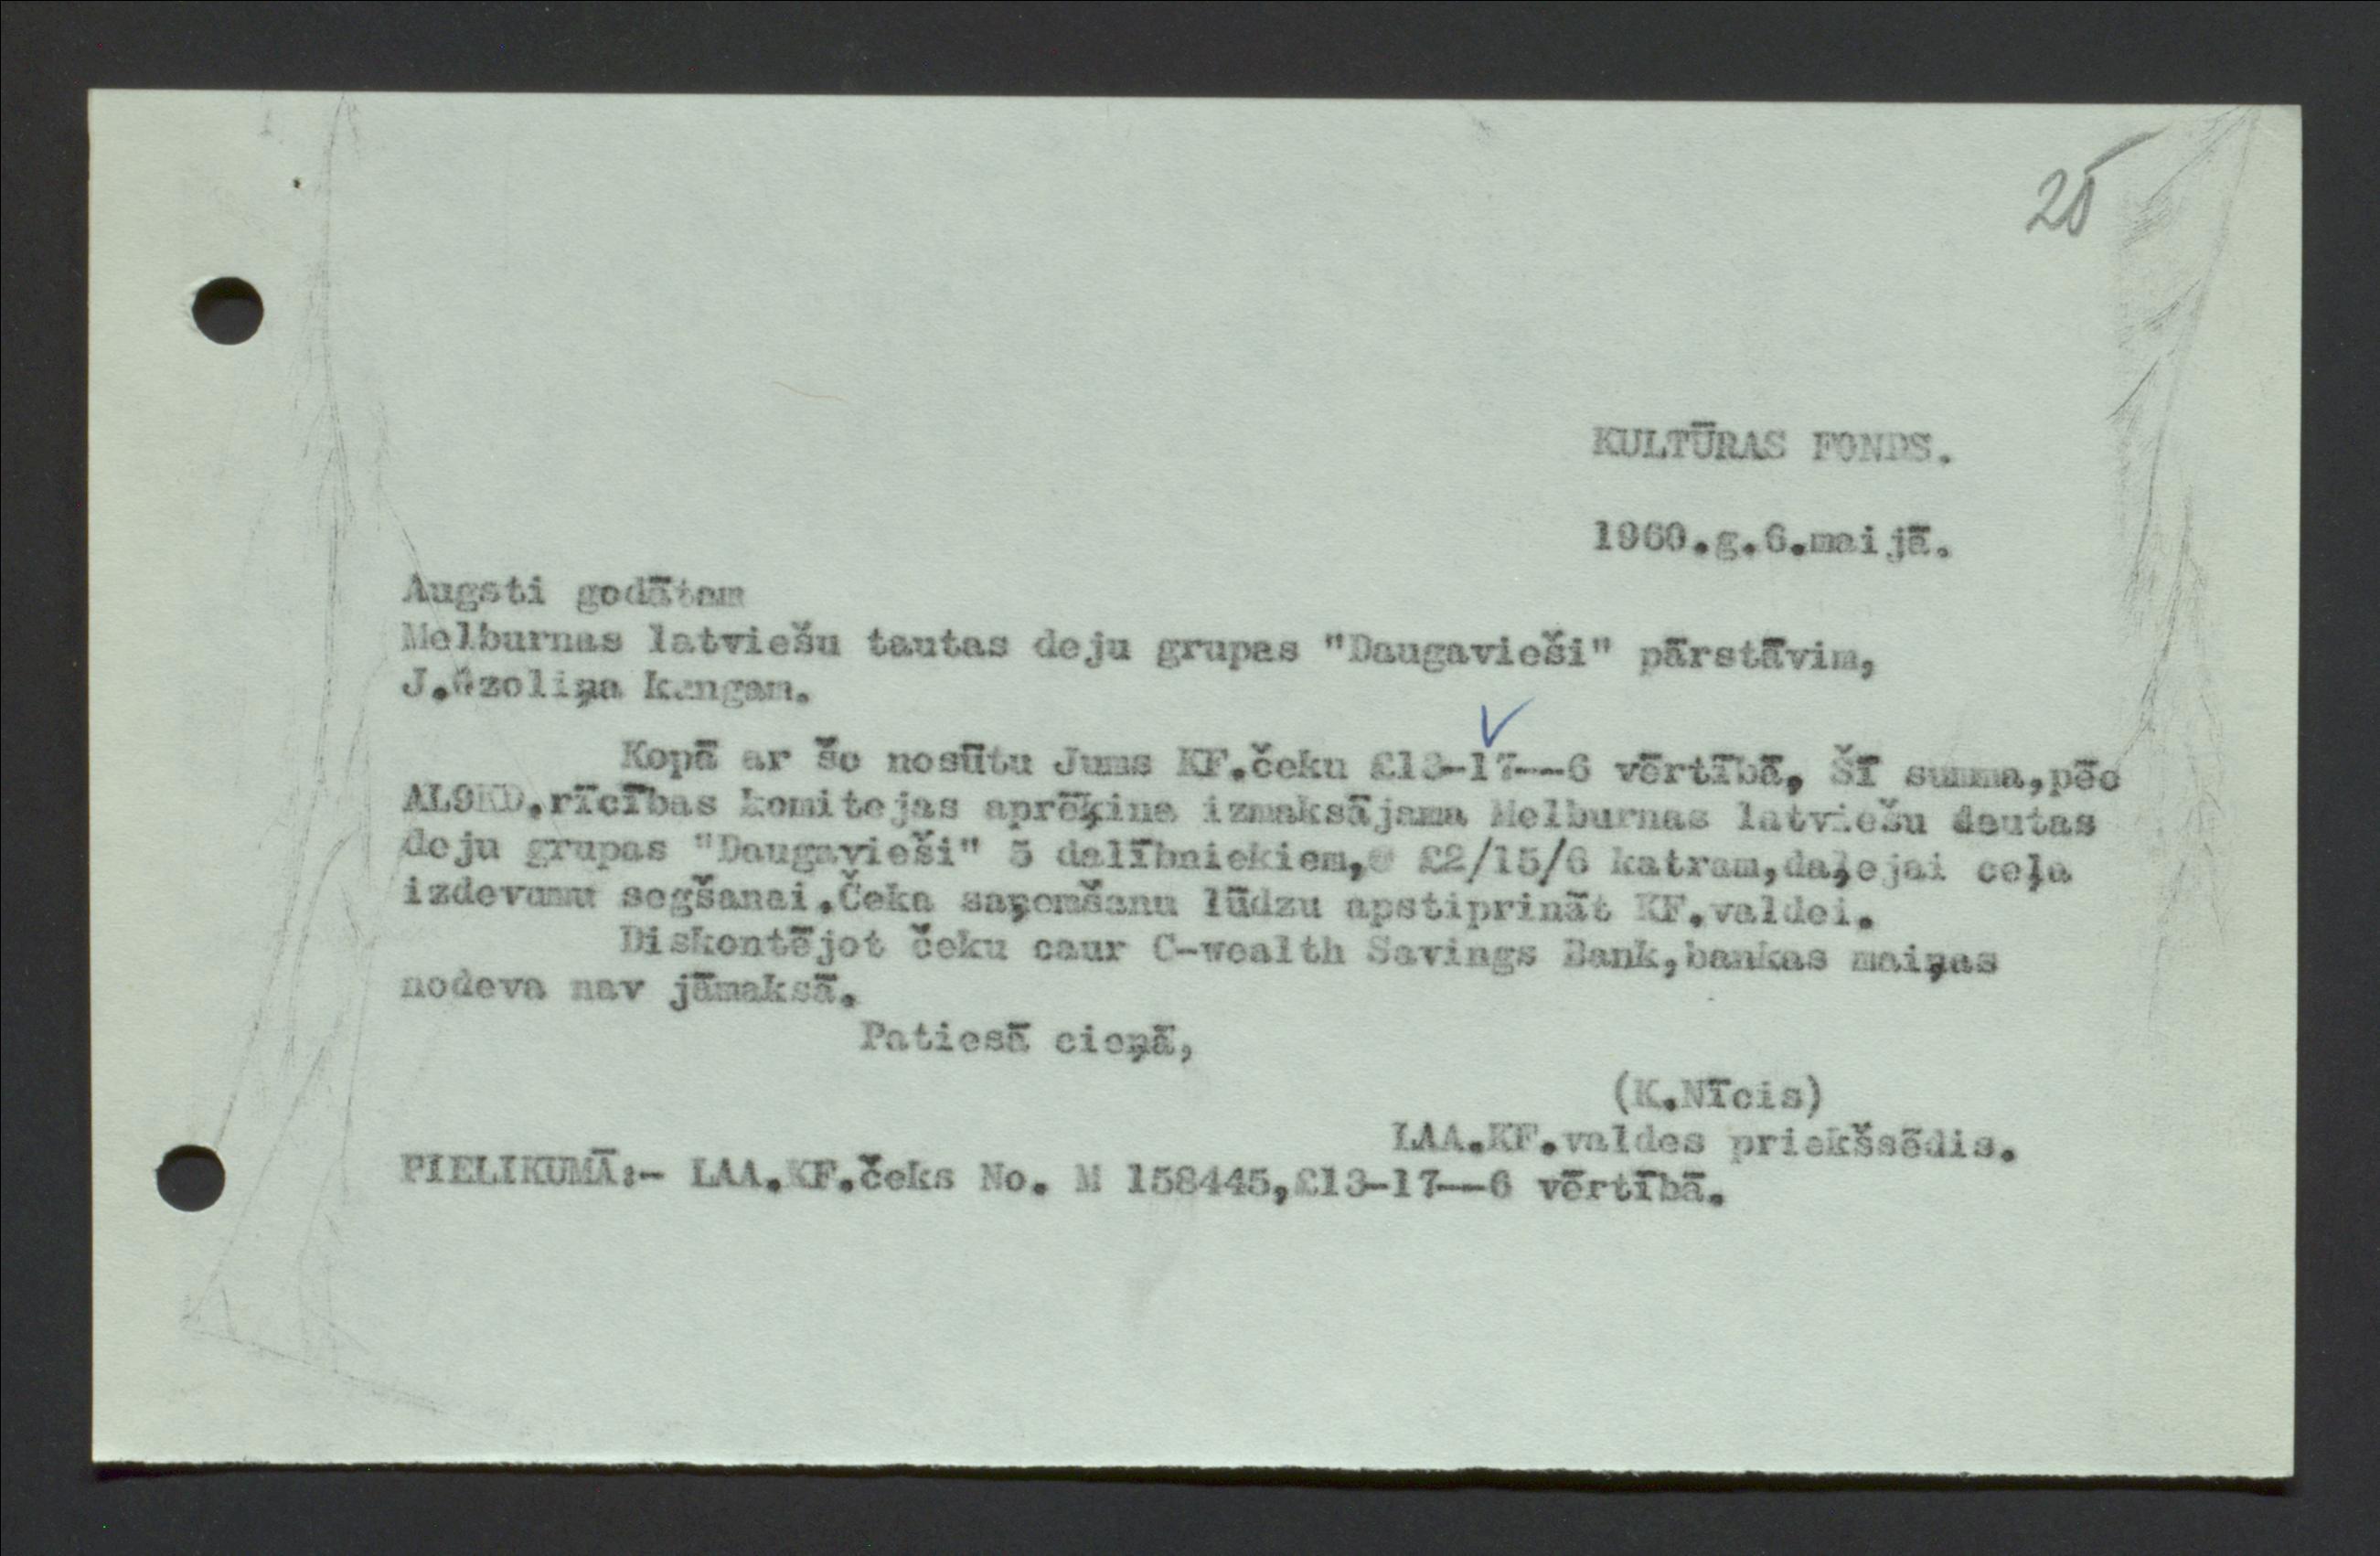 25
KULTŪRAS FONDS.
1960.g.6.maijā.
Augsti godātam
Melburnas latviešu tautas deju grupas "Daugavieši" pārstāvim,
J.Ozoliņa kungam.
Kopā ar šo nosūtu Jums KF.čeku £13-17--6 vērtībā, Šī summa,pēc
AL9KD.rīcības komitejas aprēķina izmaksājama Melburnas latviešu tautas
deju grupas "Daugavieši" 5 dalībniekiem,@ £2/15/6 katram,daļejai ceļa
izdevumu segšanai.Čeka saņemšanu lūdzu apstiprināt KF.valdei.
Diskontējot čeku caur C-wealth Savings Bank,bankas maiņas
nodeva nav jāmaksā.
Patiesā cieņā,
(K.Nīcis)
LAA.KF.valdes priekšsēdis.
PIELIKUMĀ:- LAA.KF.čeks No. M 158445,£13-17--6 vērtībā.